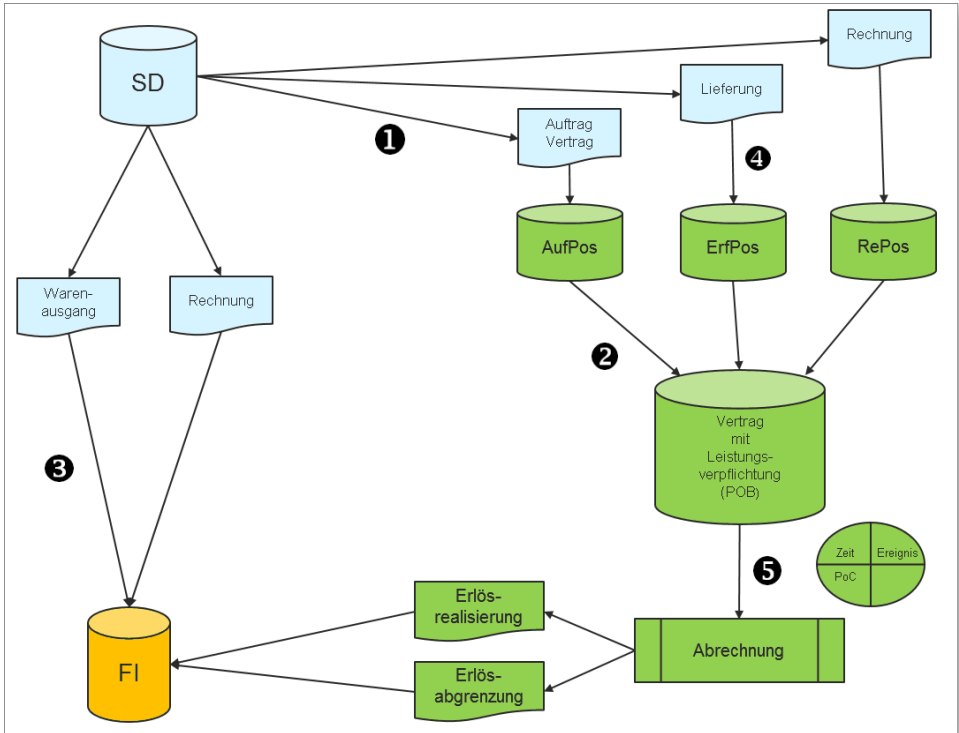 Rechnung
SD
Lieferung
Auftrag
Vertrag
❶
❹
AufPos
ErfPos
RePos
Waren-
ausgang
Rechnung
❷
Vertrag
mit
Leistungs-
verpflichtung
(POB)
❸
Zeit
Ereignis
PoC
❺
Erlös-
realisierung
FI
Abrechnung
Erlös-
abgrenzung